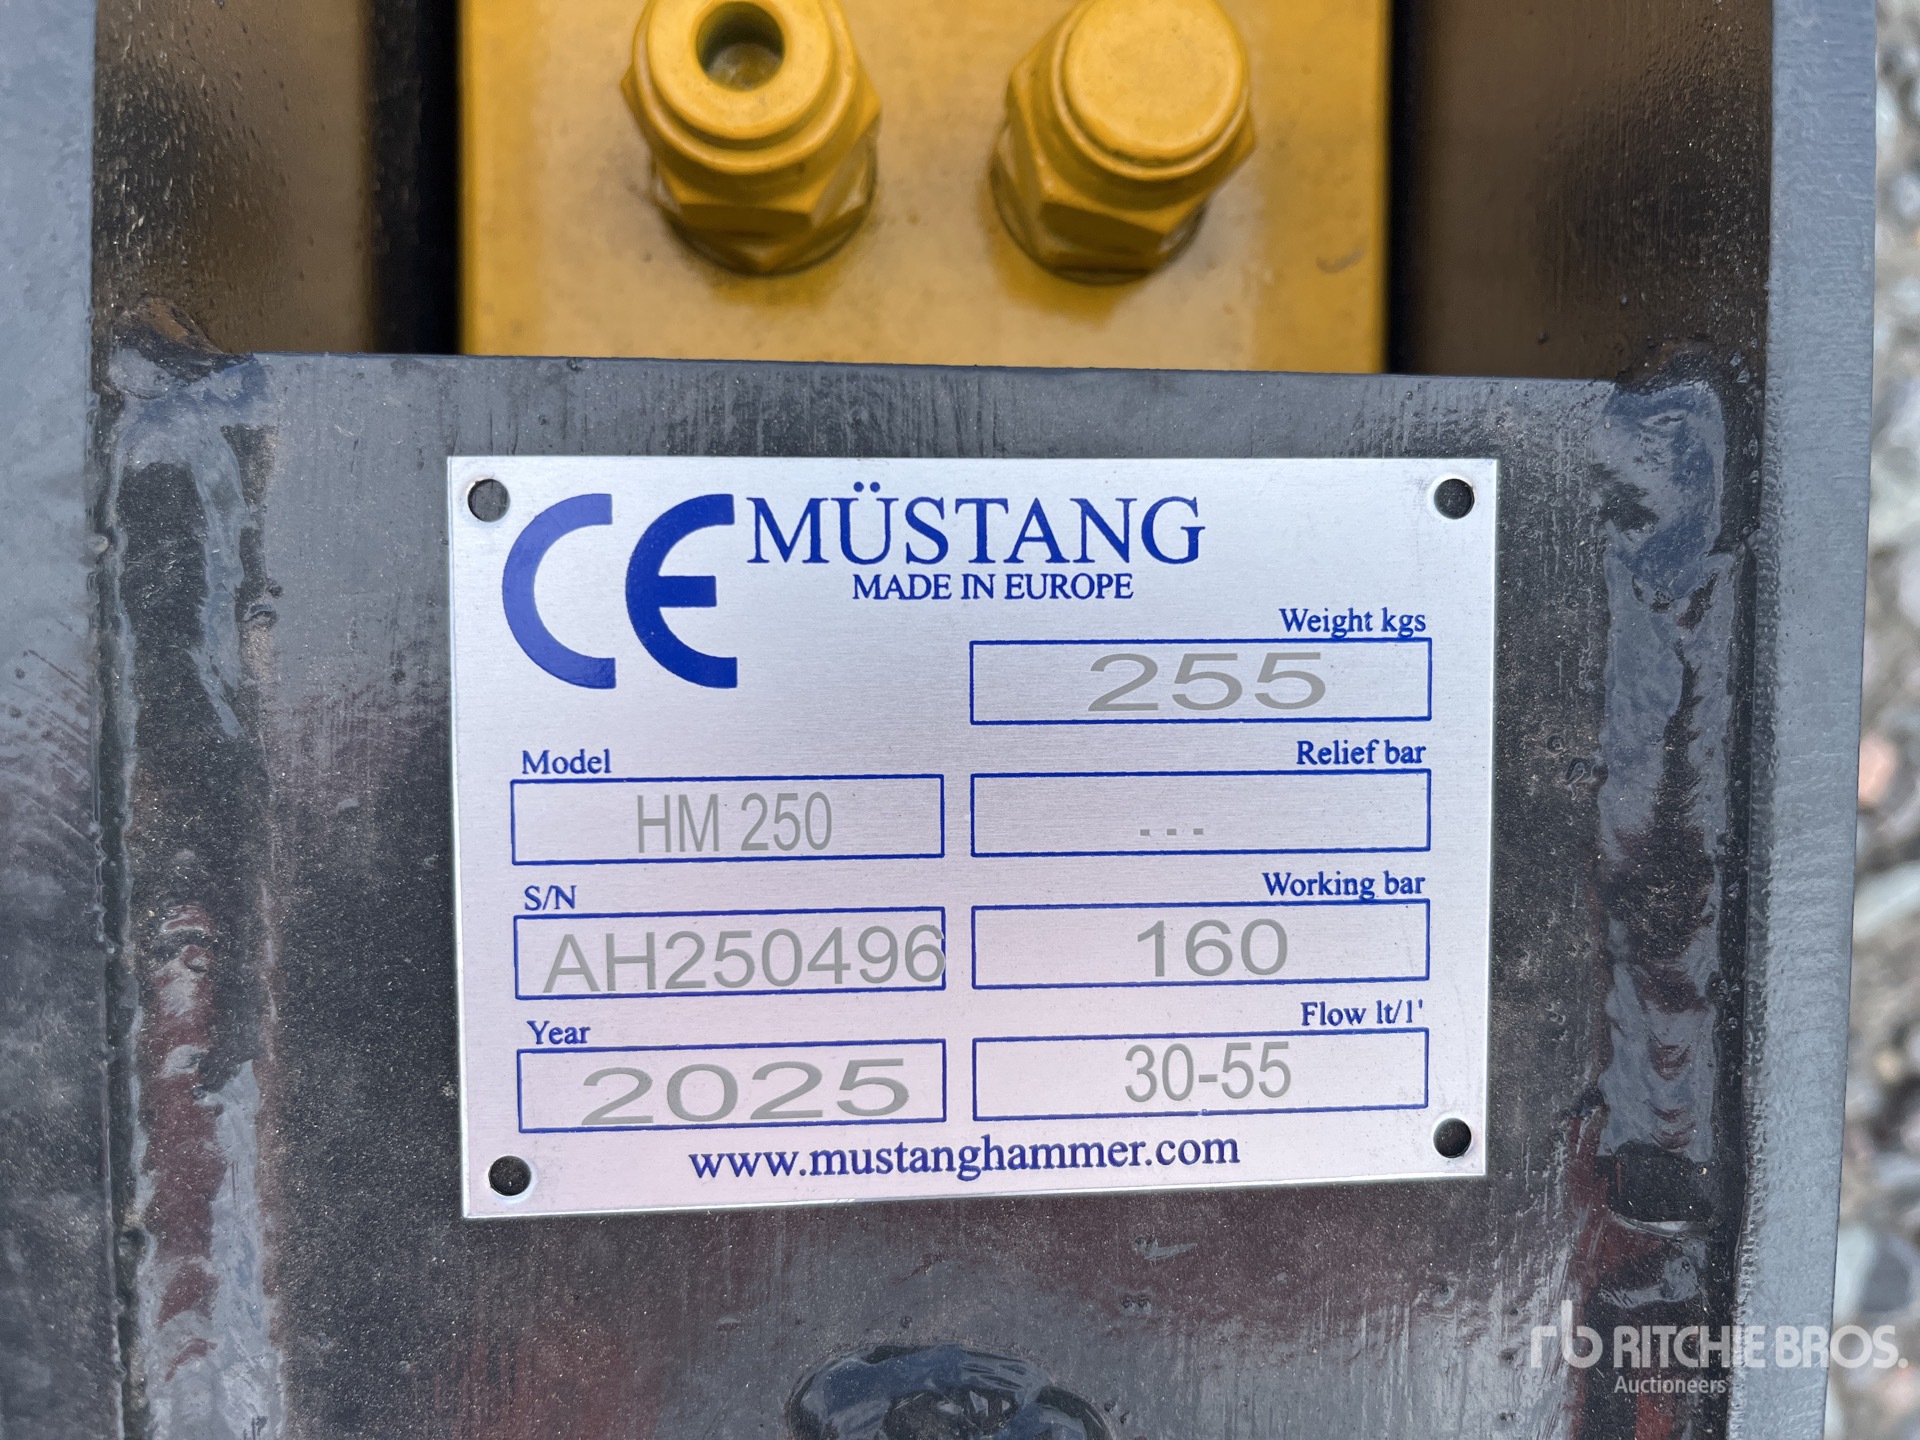 CE MÜSTANG
MADE IN EUROPE
Weight kgs
255
Model
HM 250
Relief bar
...
S/N
AH250496
Working bar
160
Year
2025
Flow lt/1'
30-55
www.mustanghammer.com
rb RITCHIE BROS.
Auctioneers